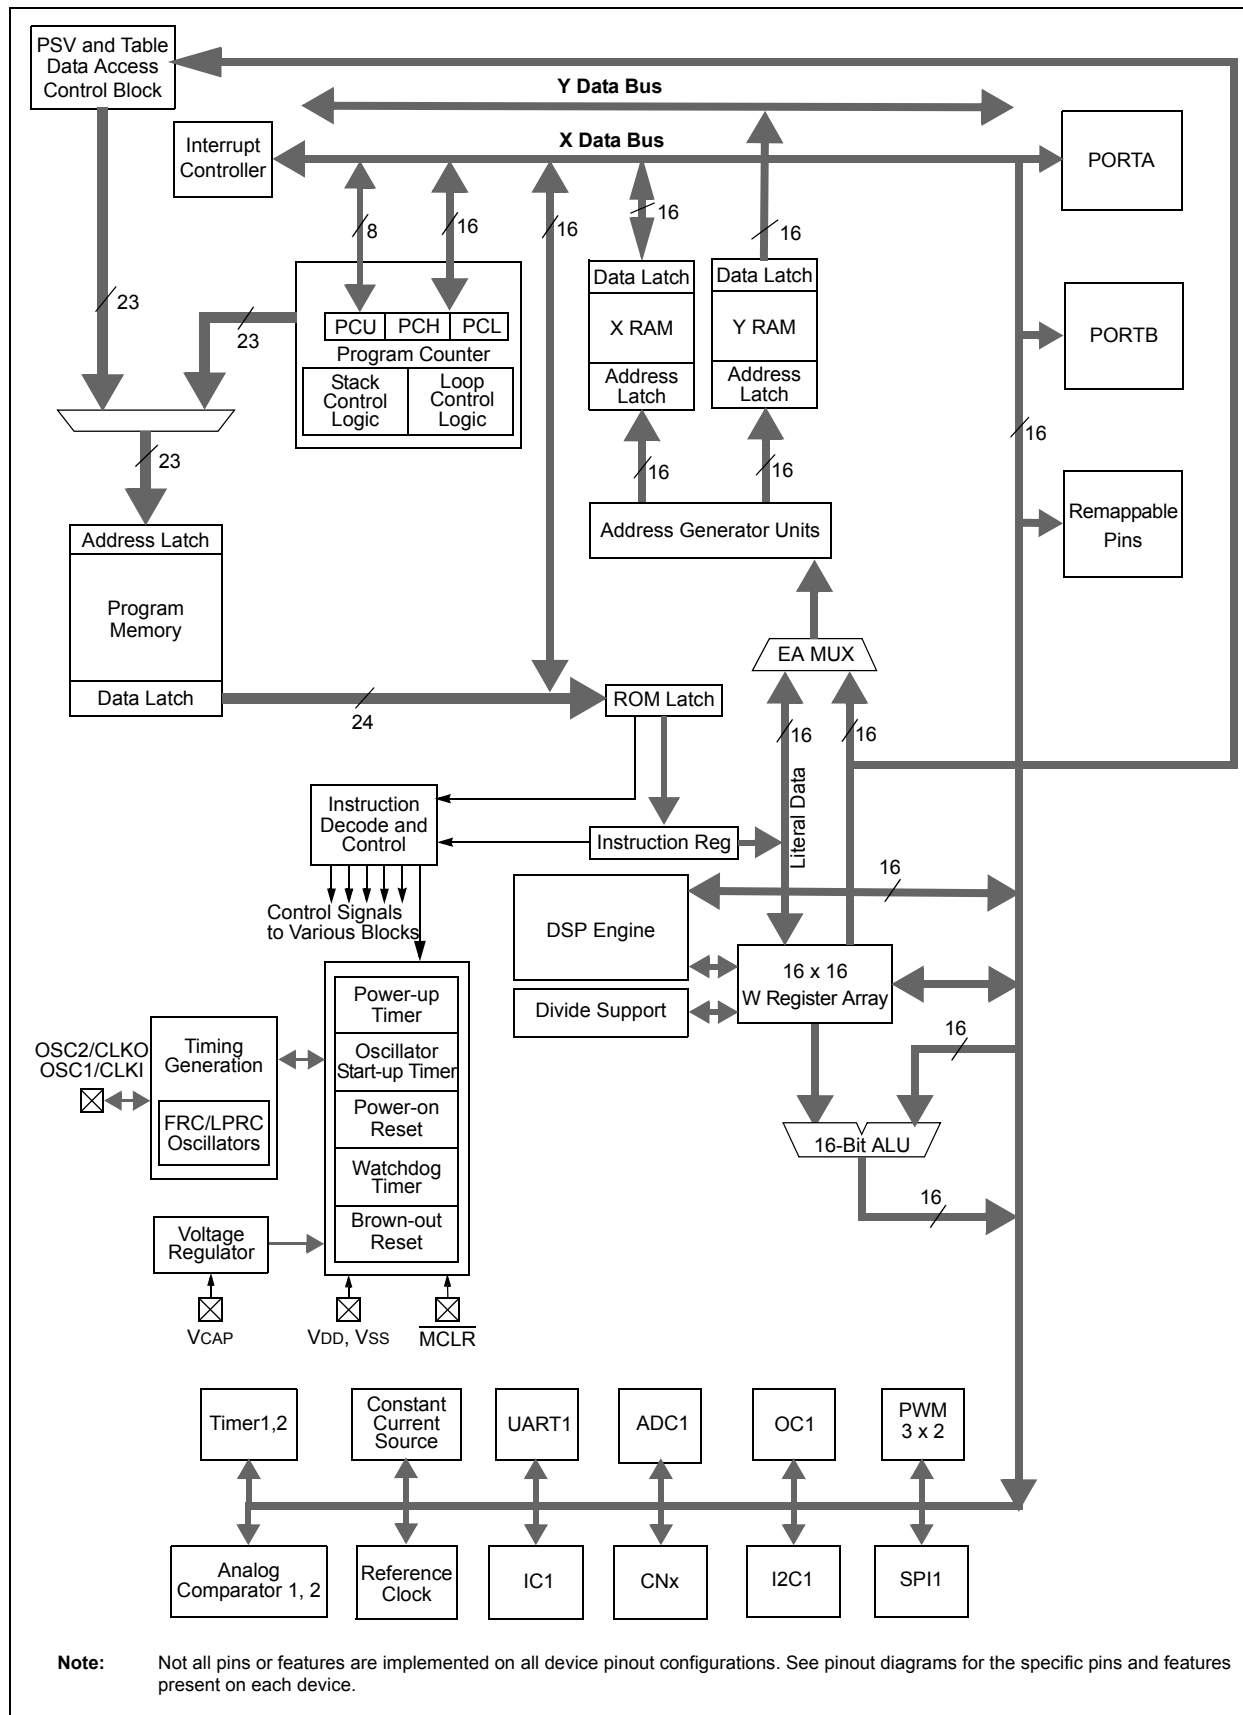 PSV and Table
Data Access
Control Block
Y Data Bus
Interrupt
Controller
X Data Bus
PORTA
8
16
16
16
16
23
23
Data Latch
X RAM
Address
Latch
Data Latch
Y RAM
Address
Latch
PCU
PCH
PCL
Program Counter
Stack
Control
Logic
Loop
Control
Logic
PORTB
16
23
16
16
Address Generator Units
Remappable
Pins
Address Latch
Program
Memory
Data Latch
24
EA MUX
ROM Latch
16
16
Literal Data
Instruction
Decode and
Control
Instruction Reg
Control Signals
to Various Blocks
16
DSP Engine
16 x 16
W Register Array
Divide Support
Power-up
Timer
Oscillator
Start-up Timer
Power-on
Reset
Watchdog
Timer
Brown-out
Reset
OSC2/CLKO
OSC1/CLKI
Timing
Generation
FRC/LPRC
Oscillators
16
16-Bit ALU
16
Voltage
Regulator
VCAP
VDD, VSS
MCLR
Timer1,2
Constant
Current
Source
UART1
ADC1
OC1
PWM
3 x 2
Analog
Comparator 1, 2
Reference
Clock
IC1
CNx
I2C1
SPI1
Note: Not all pins or features are implemented on all device pinout configurations. See pinout diagrams for the specific pins and features
present on each device.